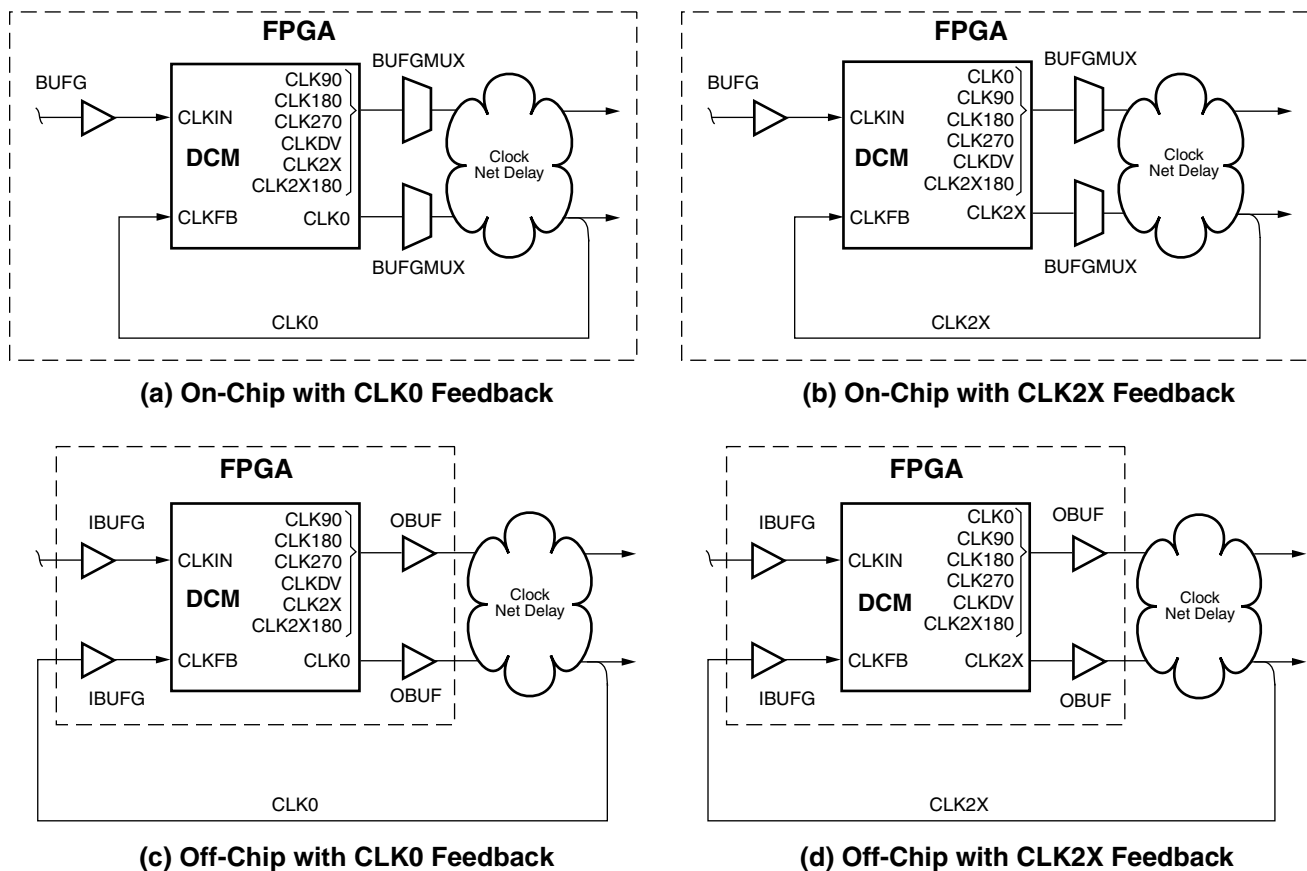 FPGA
BUFG
BUFGMUX
CLK90
CLK180
CLK270
CLKDV
CLK2X
CLK2X180
CLKIN
DCM
CLKFB
CLK0
Clock
Net Delay
BUFGMUX
CLK0
(a) On-Chip with CLK0 Feedback
FPGA
BUFG
BUFGMUX
CLK0
CLK90
CLK180
CLK270
CLKDV
CLK2X180
CLKIN
DCM
CLKFB
CLK2X
Clock
Net Delay
BUFGMUX
CLK2X
(b) On-Chip with CLK2X Feedback
FPGA
IBUFG
OBUF
CLK90
CLK180
CLK270
CLKDV
CLK2X
CLK2X180
CLKIN
DCM
CLKFB
CLK0
Clock
Net Delay
IBUFG
OBUF
CLK0
(c) Off-Chip with CLK0 Feedback
FPGA
IBUFG
OBUF
CLK0
CLK90
CLK180
CLK270
CLKDV
CLK2X180
CLKIN
DCM
CLKFB
CLK2X
Clock
Net Delay
IBUFG
OBUF
CLK2X
(d) Off-Chip with CLK2X Feedback